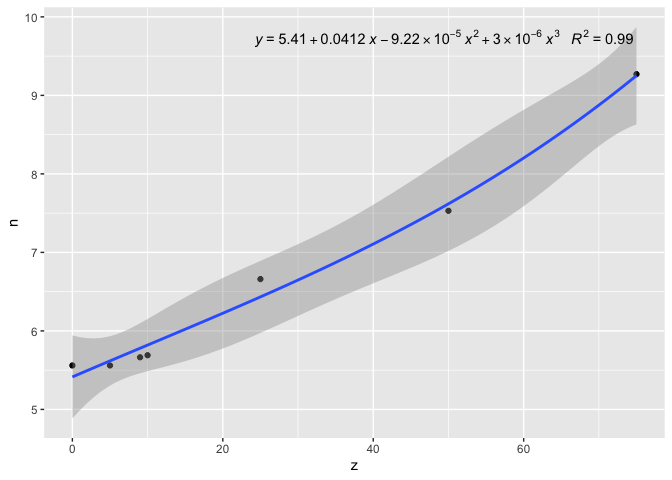 y = 5.41 + 0.0412 x − 9.22 × 10⁻⁵ x² + 3 × 10⁻⁶ x³   R² = 0.99
10
9
8
7
6
5
n
0 20 40 60
z